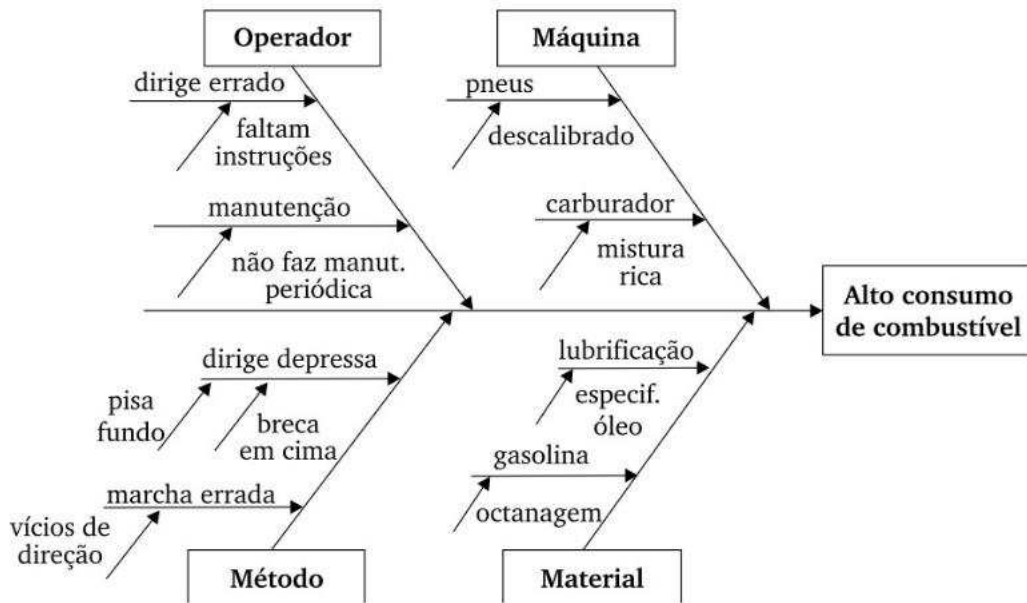 Operador
Máquina
dirige errado
faltam
instruções
manutenção
não faz manut.
periódica
pneus
descalibrado
carburador
mistura
rica
Alto consumo
de combustível
dirige depressa
pisa
fundo
breca
em cima
marcha errada
vícios de
direção
lubrificação
especif.
óleo
gasolina
octanagem
Método
Material